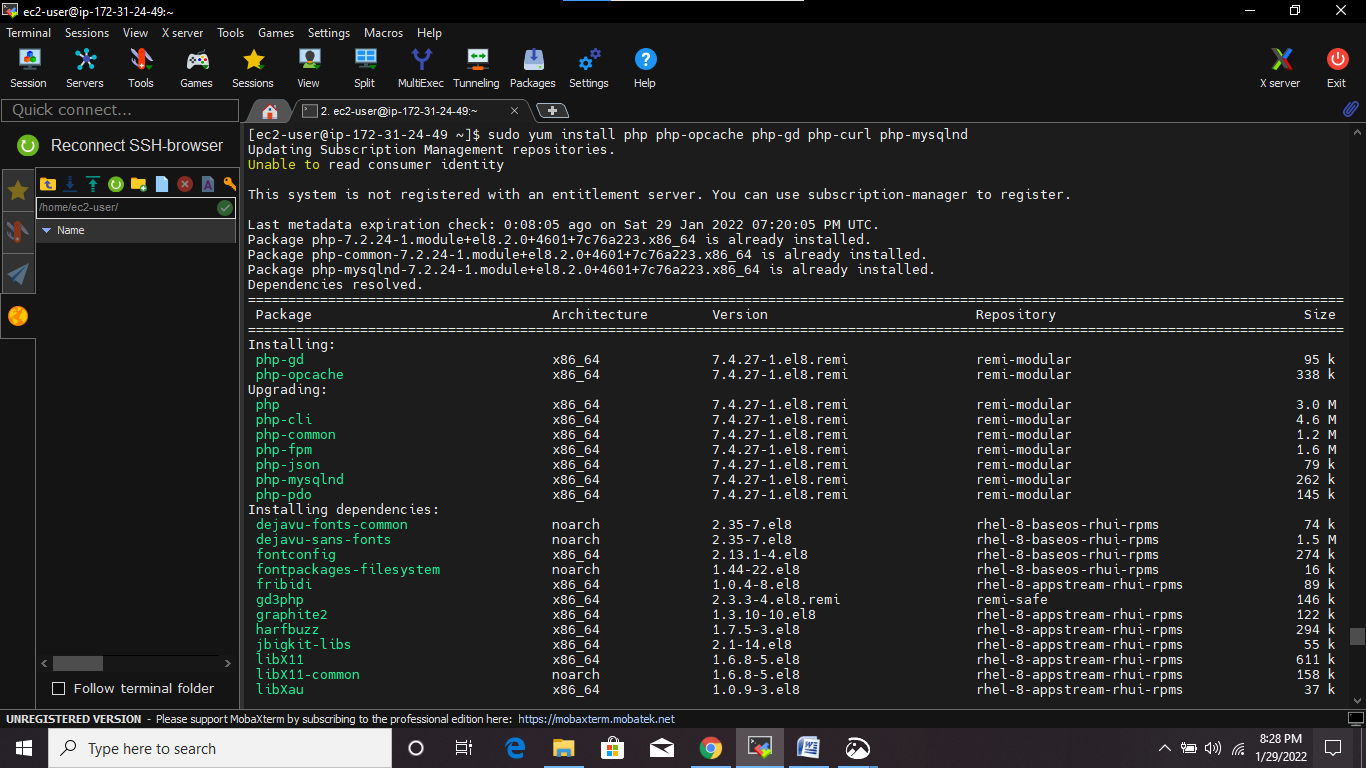 ec2-user@ip-172-31-24-49:~
Terminal Sessions View X server Tools Games Settings Macros Help
Session Servers Tools Games Sessions View Split MultiExec Tunneling Packages Settings Help X server Exit
Quick connect...
2. ec2-user@ip-172-31-24-49:~
Reconnect SSH-browser
/home/ec2-user/
Name
[ec2-user@ip-172-31-24-49 ~]$ sudo yum install php php-opcache php-gd php-curl php-mysqlnd
Updating Subscription Management repositories.
Unable to read consumer identity
This system is not registered with an entitlement server. You can use subscription-manager to register.
Last metadata expiration check: 0:08:05 ago on Sat 29 Jan 2022 07:20:05 PM UTC.
Package php-7.2.24-1.module+el8.2.0+4601+7c76a223.x86_64 is already installed.
Package php-common-7.2.24-1.module+el8.2.0+4601+7c76a223.x86_64 is already installed.
Package php-mysqlnd-7.2.24-1.module+el8.2.0+4601+7c76a223.x86_64 is already installed.
Dependencies resolved.
Package Architecture Version Repository Size
Installing:
php-gd x86_64 7.4.27-1.el8.remi remi-modular 95 k
php-opcache x86_64 7.4.27-1.el8.remi remi-modular 338 k
Upgrading:
php x86_64 7.4.27-1.el8.remi remi-modular 3.0 M
php-cli x86_64 7.4.27-1.el8.remi remi-modular 4.6 M
php-common x86_64 7.4.27-1.el8.remi remi-modular 1.2 M
php-fpm x86_64 7.4.27-1.el8.remi remi-modular 1.6 M
php-json x86_64 7.4.27-1.el8.remi remi-modular 79 k
php-mysqlnd x86_64 7.4.27-1.el8.remi remi-modular 262 k
php-pdo x86_64 7.4.27-1.el8.remi remi-modular 145 k
Installing dependencies:
dejavu-fonts-common noarch 2.35-7.el8 rhel-8-baseos-rhui-rpms 74 k
dejavu-sans-fonts noarch 2.35-7.el8 rhel-8-baseos-rhui-rpms 1.5 M
fontconfig x86_64 2.13.1-4.el8 rhel-8-baseos-rhui-rpms 274 k
fontpackages-filesystem noarch 1.44-22.el8 rhel-8-baseos-rhui-rpms 16 k
fribidi x86_64 1.0.4-8.el8 rhel-8-appstream-rhui-rpms 89 k
gd3php x86_64 2.3.3-4.el8.remi remi-safe 146 k
graphite2 x86_64 1.3.10-10.el8 rhel-8-appstream-rhui-rpms 122 k
harfbuzz x86_64 1.7.5-3.el8 rhel-8-appstream-rhui-rpms 294 k
jbigkit-libs x86_64 2.1-14.el8 rhel-8-appstream-rhui-rpms 55 k
libX11 x86_64 1.6.8-5.el8 rhel-8-appstream-rhui-rpms 611 k
libX11-common noarch 1.6.8-5.el8 rhel-8-appstream-rhui-rpms 158 k
libXau x86_64 1.0.9-3.el8 rhel-8-appstream-rhui-rpms 37 k
Follow terminal folder
UNREGISTERED VERSION - Please support MobaXterm by subscribing to the professional edition here: https://mobaxterm.mobatek.net
Type here to search
8:28 PM
1/29/2022